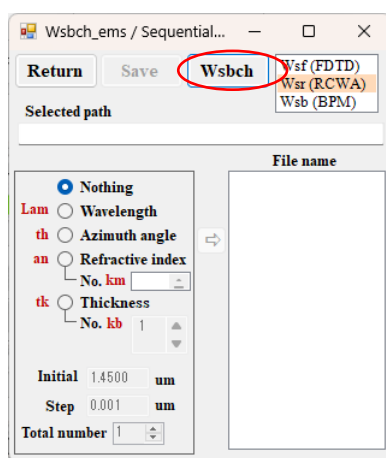 Wsbch_ems / Sequential...
Return Save Wsbch
Wsf (FDTD)
Wsr (RCWA)
Wsb (BPM)
Selected path
File name
Nothing
Lam Wavelength
th Azimuth angle
an Refractive index
No. km
tk Thickness
No. kb 1
Initial 1.4500 um
Step 0.001 um
Total number 1